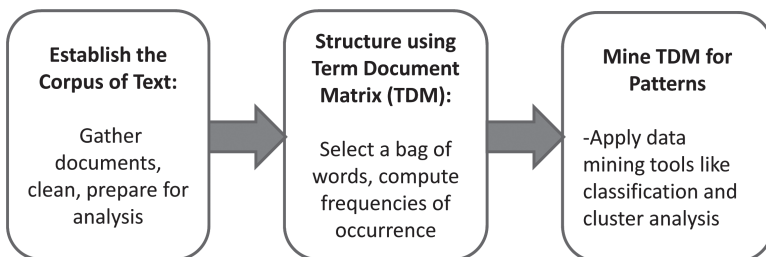 Establish the
Corpus of Text:
Gather
documents,
clean, prepare for
analysis
Structure using
Term Document
Matrix (TDM):
Select a bag of
words, compute
frequencies of
occurrence
Mine TDM for
Patterns
-Apply data
mining tools like
classification and
cluster analysis